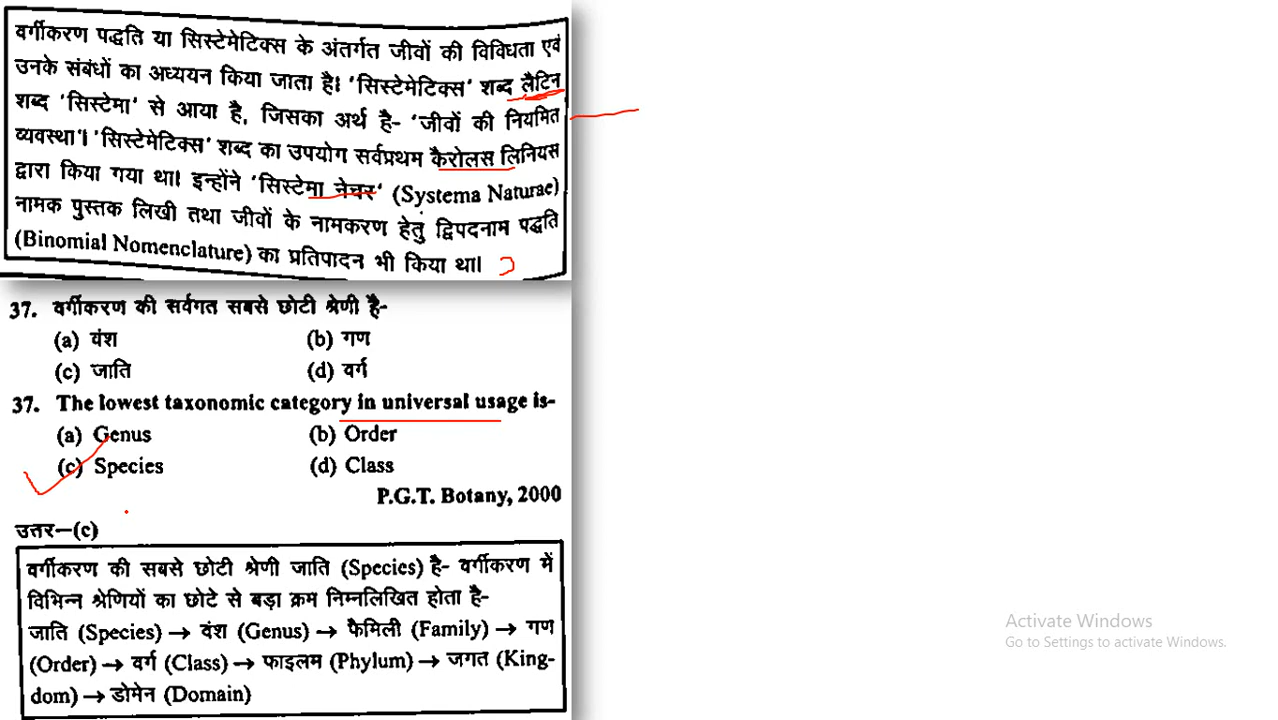 वर्गीकरण पद्धति या सिस्टेमेटिक्स के अंतर्गत जीवों की विविधता एवं
उनके संबंधों का अध्ययन किया जाता है। 'सिस्टेमेटिक्स' शब्द लैटिन
शब्द 'सिस्टेमा' से आया है, जिसका अर्थ है- 'जीवों की नियमित
व्यवस्था'। 'सिस्टेमेटिक्स' शब्द का उपयोग सर्वप्रथम कैरोलस लिनियस
द्वारा किया गया था। इन्होंने 'सिस्टेमा नेचर' (Systema Naturae)
नामक पुस्तक लिखी तथा जीवों के नामकरण हेतु द्विपदनाम पद्धति
(Binomial Nomenclature) का प्रतिपादन भी किया था।
37. वर्गीकरण की सर्वगत सबसे छोटी श्रेणी है-
(a) वंश (b) गण
(c) जाति (d) वर्ग
37. The lowest taxonomic category in universal usage is-
(a) Genus (b) Order
(c) Species (d) Class
P.G.T. Botany, 2000
उत्तर—(c)
वर्गीकरण की सबसे छोटी श्रेणी जाति (Species) है- वर्गीकरण में
विभिन्न श्रेणियों का छोटे से बड़ा क्रम निम्नलिखित होता है-
जाति (Species) → वंश (Genus) → फैमिली (Family) → गण
(Order) → वर्ग (Class) → फाइलम (Phylum) → जगत (King-
dom) → डोमेन (Domain)
Activate Windows
Go to Settings to activate Windows.